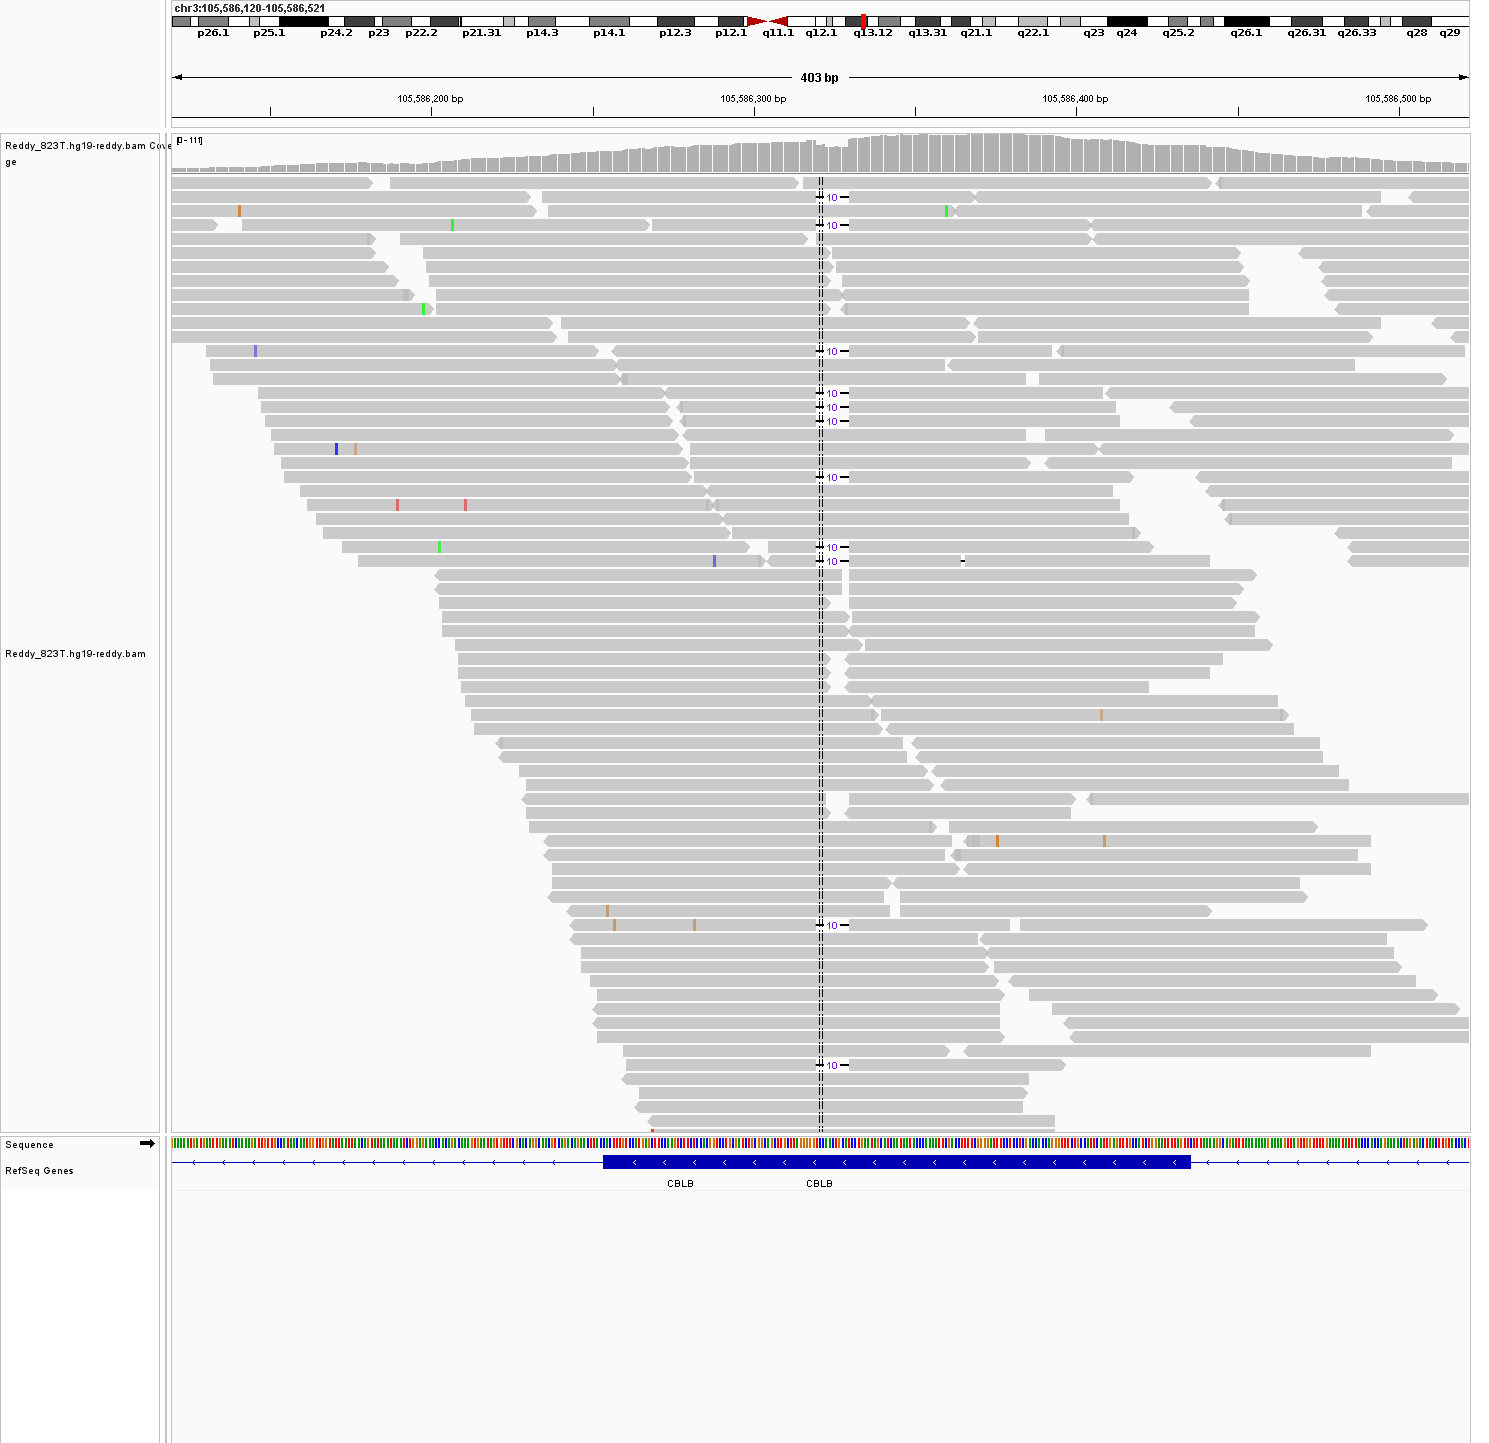 chr3:105,586,120-105,586,521
p26.1 p25.1 p24.2 p23 p22.2 p21.31 p14.3 p14.1 p12.3 p12.1 q11.1 q12.1 q13.12 q13.31 q21.1 q22.1 q23 q24 q25.2 q26.1 q26.31 q26.33 q28 q29
403 bp
105,586,200 bp 105,586,300 bp 105,586,400 bp 105,586,500 bp
Reddy_823T.hg19-reddy.bam Cove
ge
[0 - 111]
10
10
10
10
10
10
10
10
10
Reddy_823T.hg19-reddy.bam
10
10
Sequence
RefSeq Genes
CBLB CBLB